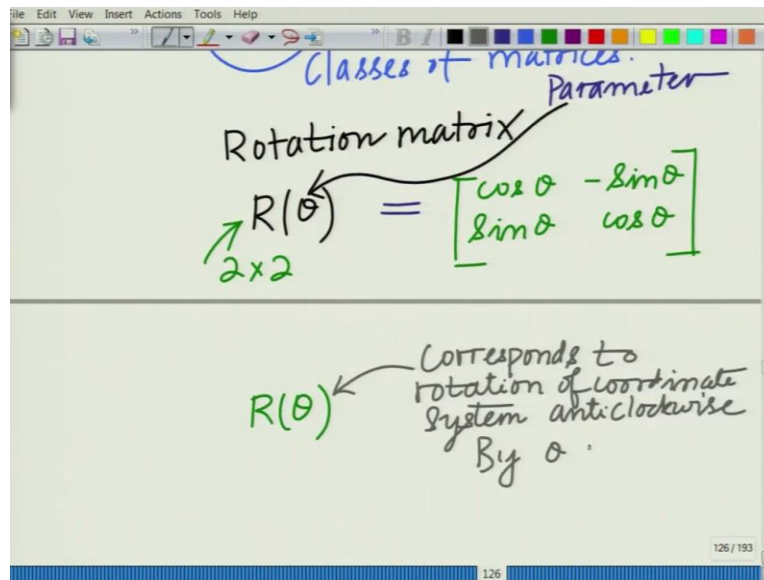 ile Edit View Insert Actions Tools Help
B I
Classes of matrices.
Parameter
Rotation matrix
R(θ) = [cos θ -sin θ
sin θ cos θ]
2x2
Corresponds to
R(θ) rotation of coordinate
system anticlockwise
By θ .
126 / 193
126